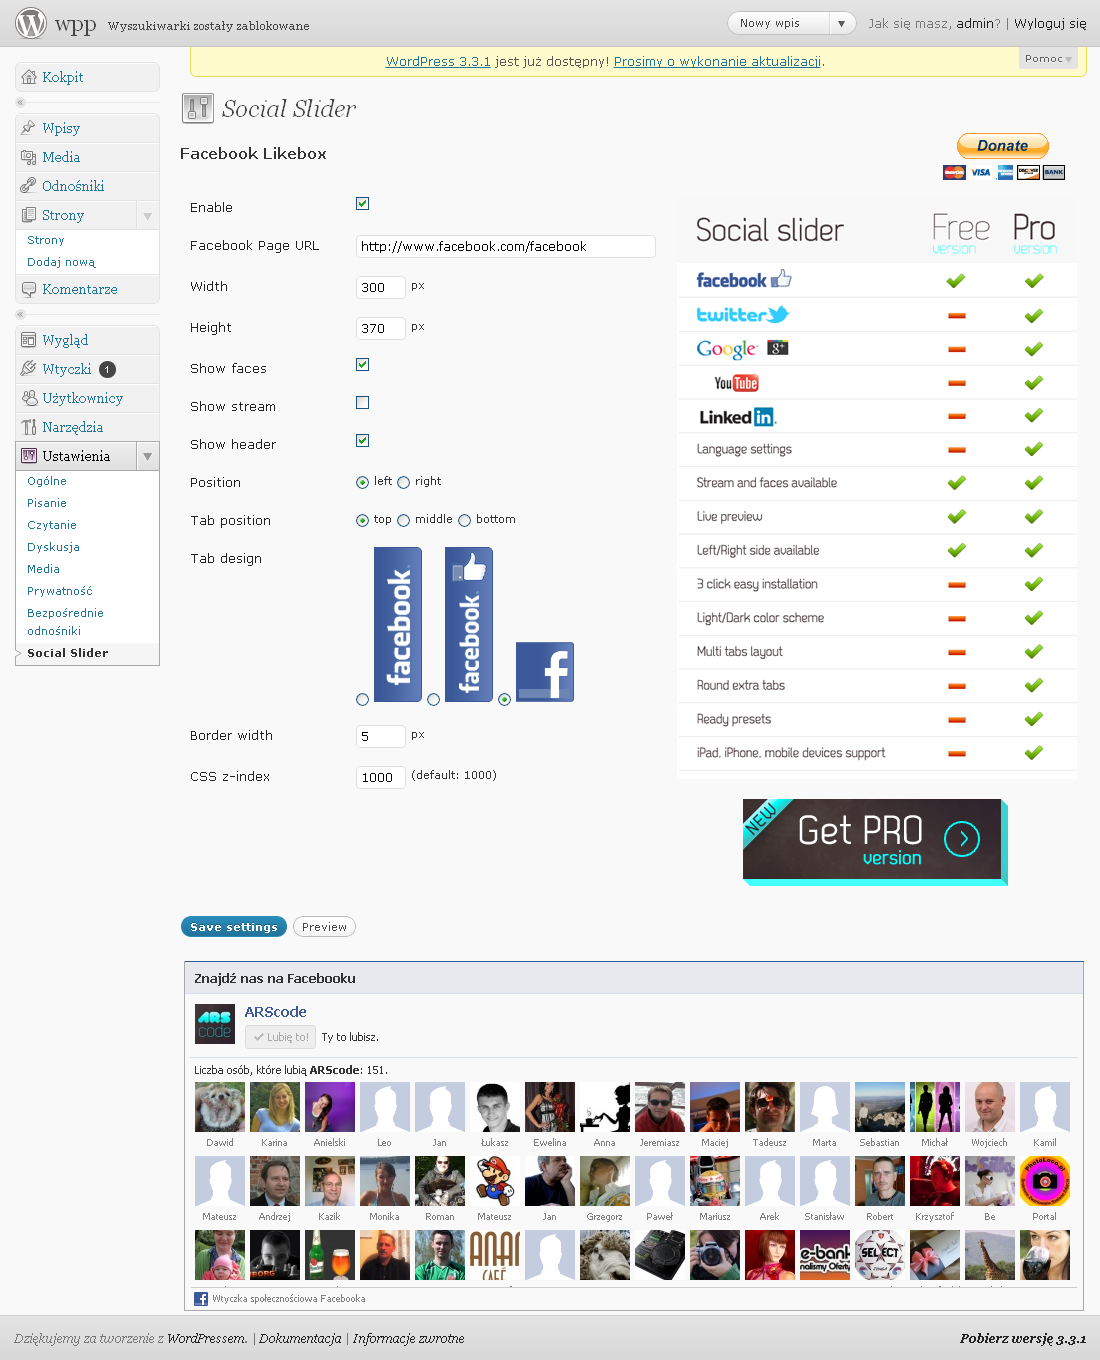 wpp Wyszukiwarki zostały zablokowane
Nowy wpis
Jak się masz, admin? | Wyloguj się
WordPress 3.3.1 jest już dostępny! Prosimy o wykonanie aktualizacji.
Pomoc
Kokpit
Wpisy
Media
Odnośniki
Strony
Strony
Dodaj nową
Komentarze
Wygląd
Wtyczki 1
Użytkownicy
Narzędzia
Ustawienia
Ogólne
Pisanie
Czytanie
Dyskusja
Media
Prywatność
Bezpośrednie
odnośniki
Social Slider
Social Slider
Facebook Likebox
Enable
Facebook Page URL http://www.facebook.com/facebook
Width 300 px
Height 370 px
Show faces
Show stream
Show header
Position left right
Tab position top middle bottom
Tab design
facebook
facebook
f
Border width 5 px
CSS z-index 1000 (default: 1000)
Donate
MasterCard VISA DISCOVER BANK
Social slider Free version Pro version
facebook
twitter
Google g+
YouTube
Linked in.
Language settings
Stream and faces available
Live preview
Left/Right side available
3 click easy installation
Light/Dark color scheme
Multi tabs layout
Round extra tabs
Ready presets
iPad, iPhone, mobile devices support
NEW
Get PRO
version
Save settings Preview
Znajdź nas na Facebooku
ARS
code
ARScode
Lubię to! Ty to lubisz.
Liczba osób, które lubią ARScode: 151.
Dawid Karina Anielski Leo Jan Łukasz Ewelina Anna Jeremiasz Maciej Tadeusz Marta Sebastian Michał Wojciech Kamil
Mateusz Andrzej Kazik Monika Roman Mateusz Jan Grzegorz Paweł Mariusz Arek Stanisław Robert Krzysztof Be Portal
CAFÉ
e-bank
SELECT
Wtyczka społecznościowa Facebooka
Dziękujemy za tworzenie z WordPressem. | Dokumentacja | Informacje zwrotne
Pobierz wersję 3.3.1